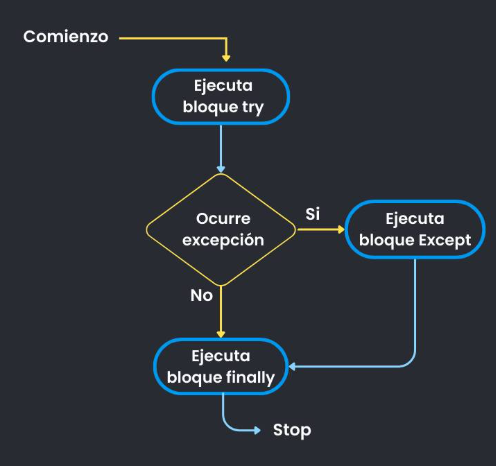 Comienzo
Ejecuta
bloque try
Ocurre
excepción
Si
Ejecuta
bloque Except
No
Ejecuta
bloque finally
Stop